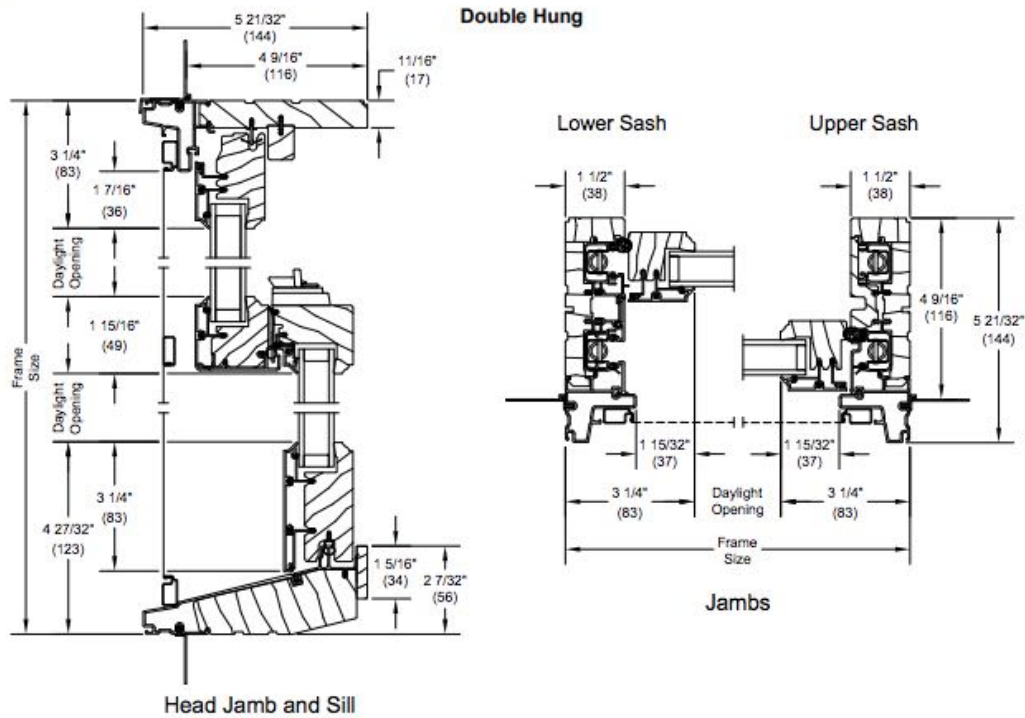 Double Hung
5 21/32"
(144)
4 9/16"
(116)
11/16"
(17)
3 1/4"
(83)
1 7/16"
(36)
Daylight
Opening
1 15/16"
(49)
Frame
Size
Daylight
Opening
3 1/4"
(83)
4 27/32"
(123)
1 5/16"
(34)
2 7/32"
(56)
Head Jamb and Sill
Lower Sash
Upper Sash
1 1/2"
(38)
1 1/2"
(38)
4 9/16"
(116)
5 21/32"
(144)
1 15/32"
(37)
1 15/32"
(37)
3 1/4"
(83)
Daylight
Opening
3 1/4"
(83)
Frame
Size
Jambs